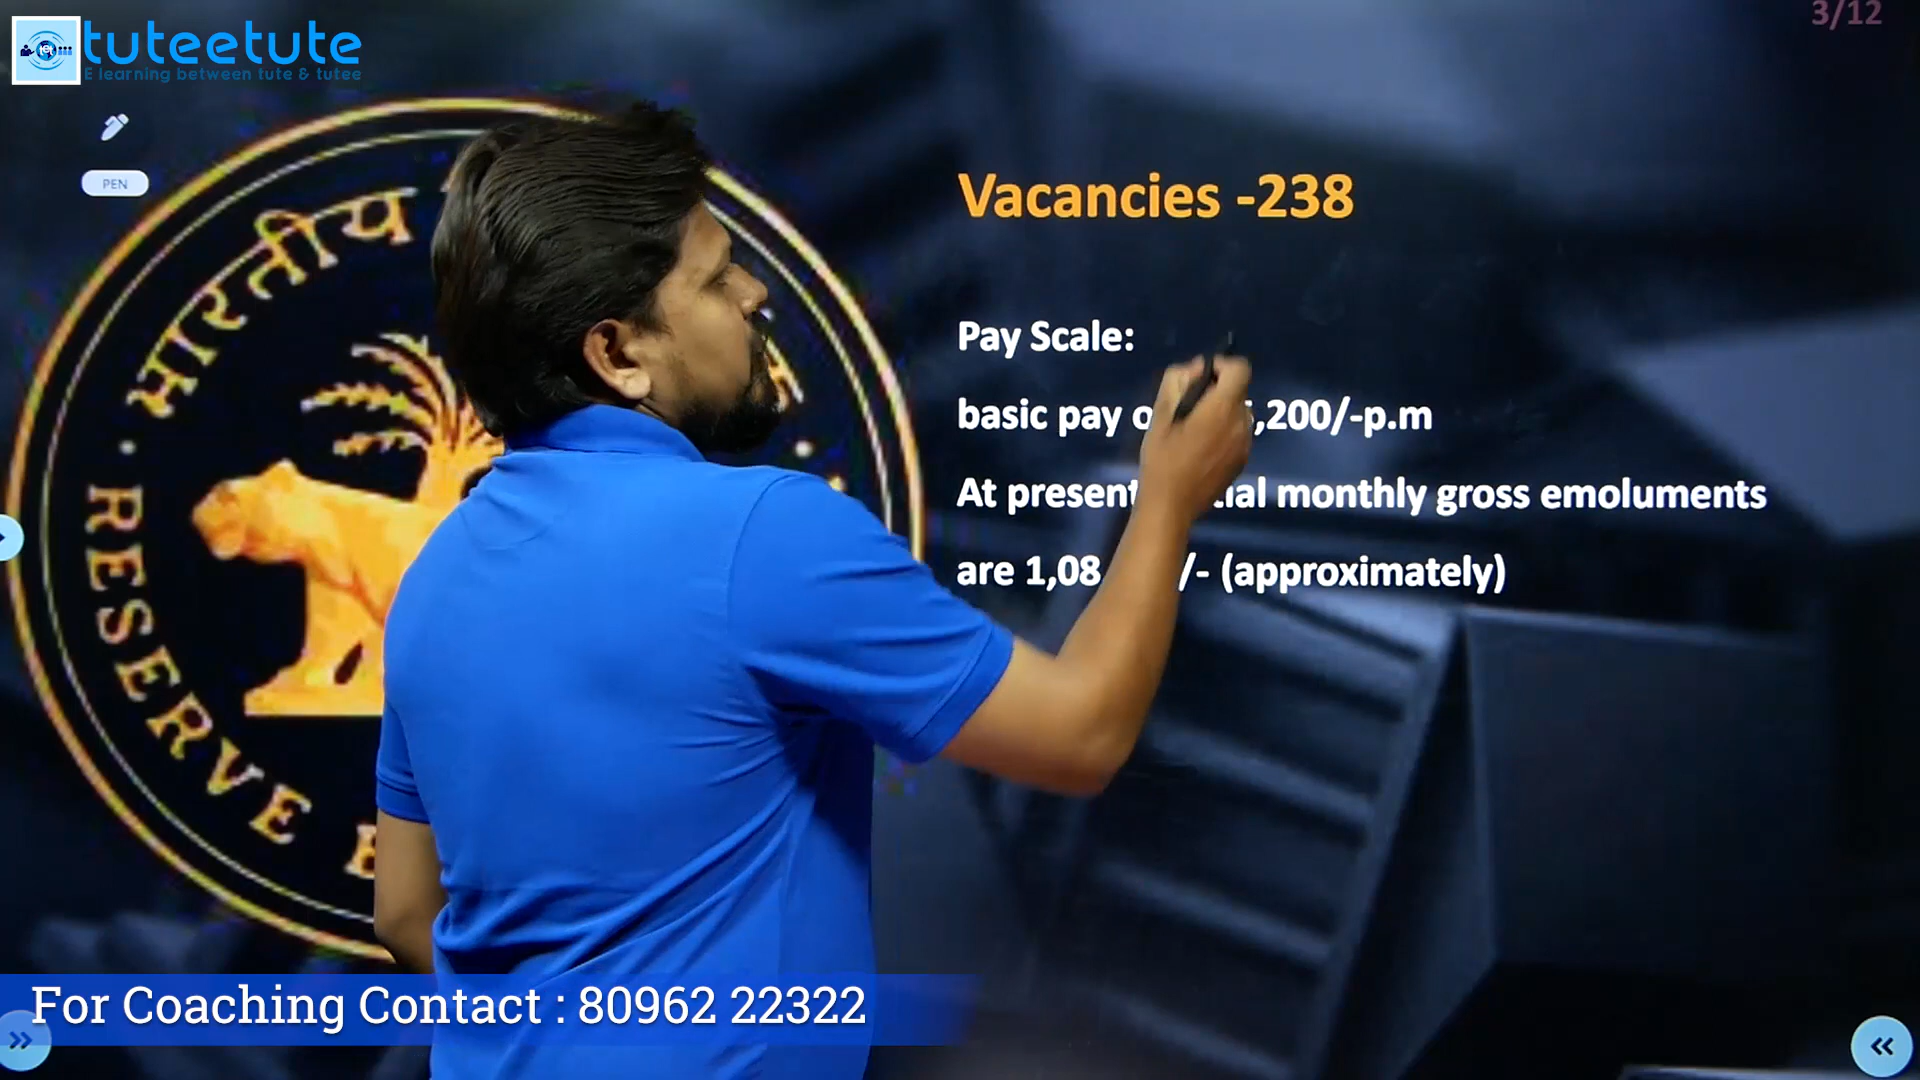 3/12
tuteetute
E learning between tute & tutee
PEN
भारतीय
RESERVE
Vacancies -238
Pay Scale:
basic pay ,200/-p.m
At present monthly gross emoluments
are 1,08 /- (approximately)
For Coaching Contact : 80962 22322